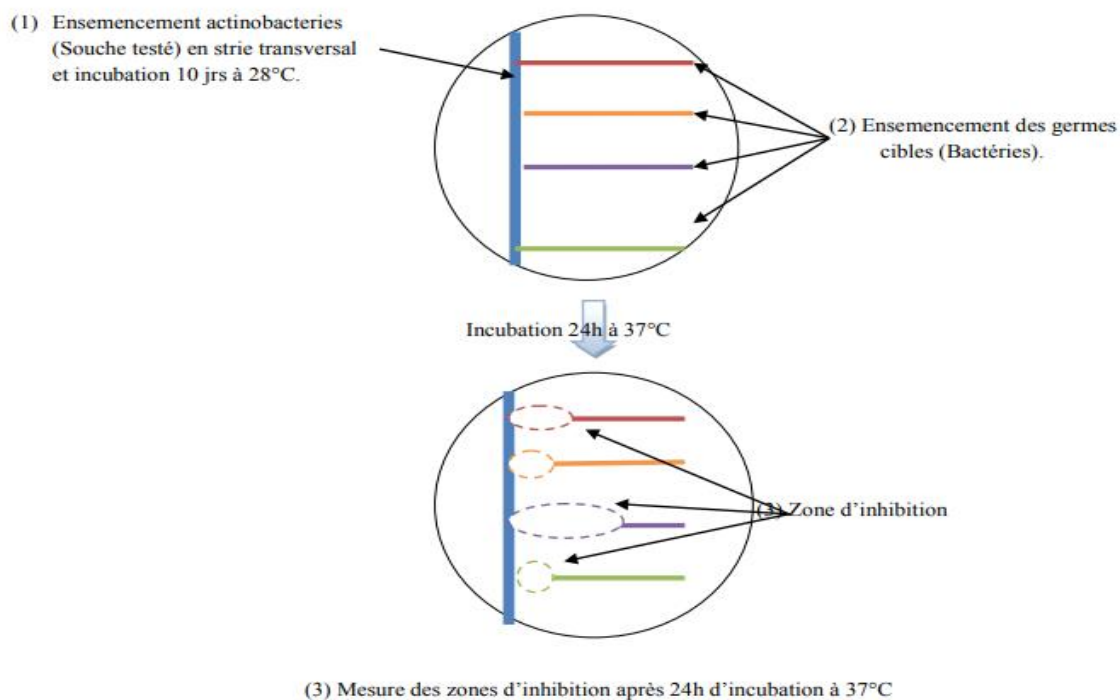 (1) Ensemencement actinobacteries
(Souche testé) en strie transversal
et incubation 10 jrs à 28°C.
(2) Ensemencement des germes
cibles (Bactéries).
Incubation 24h à 37°C
(3) Zone d'inhibition
(3) Mesure des zones d'inhibition après 24h d'incubation à 37°C